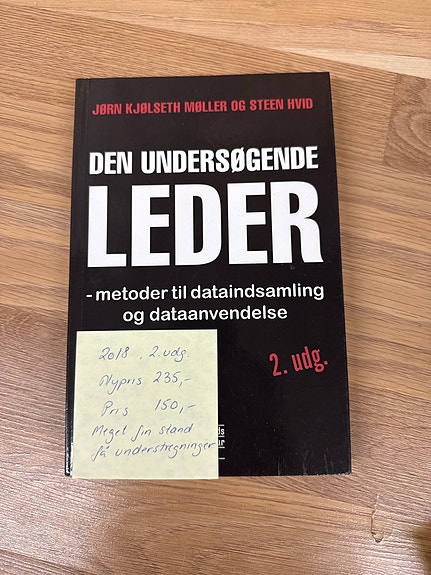 JØRN KJØLSETH MØLLER OG STEEN HVID
DEN UNDERSØGENDE
LEDER
- metoder til dataindsamling
og dataanvendelse
2. udg.
2018, 2. udg.
Nypris 235,-
Pris 150,-
Meget fin stand
få understregninger